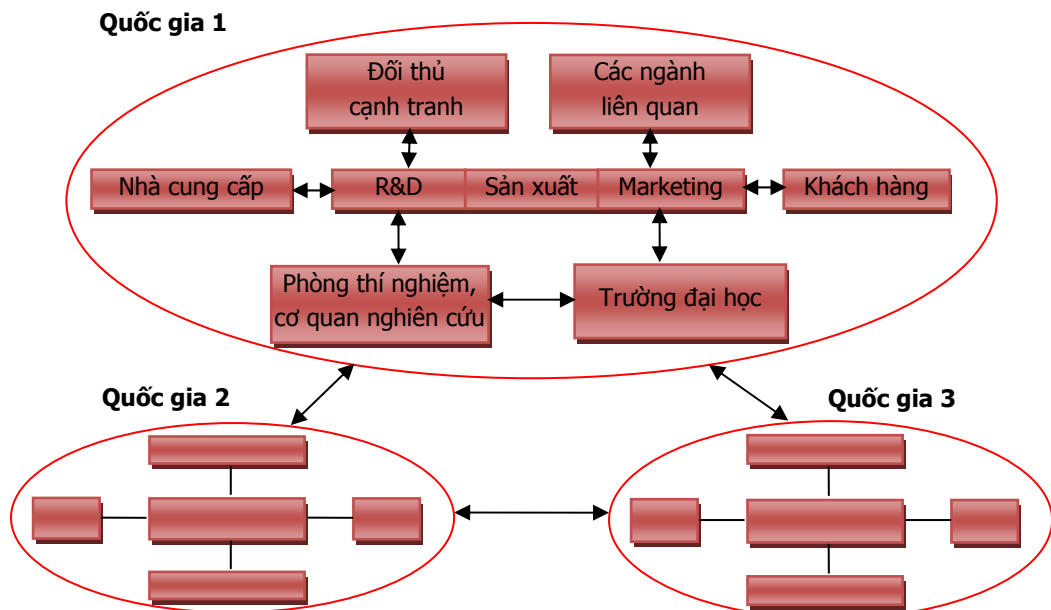 Quốc gia 1
Đối thủ
cạnh tranh
Các ngành
liên quan
Nhà cung cấp
R&D
Sản xuất
Marketing
Khách hàng
Phòng thí nghiệm,
cơ quan nghiên cứu
Trường đại học
Quốc gia 2
Quốc gia 3